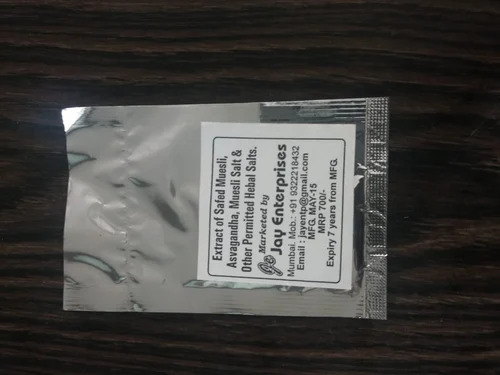 Extract of Safed Muesli,
Asvagandha, Muesli Salt &
Other Permitted Hebal Salts.
Marketed by
Jay Enterprises
Mumbai. Mob.: +91 9322218432
Email : jayentp@gmail.com
MFG. MAY-15
MRP 700/-
Expiry 7 years from MFG.